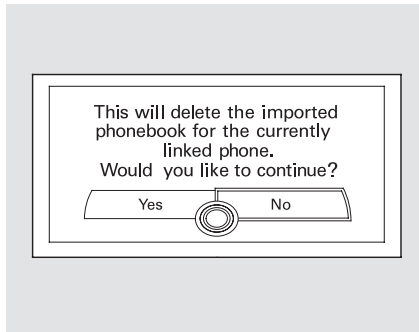 This will delete the imported
phonebook for the currently
linked phone.
Would you like to continue?
Yes No